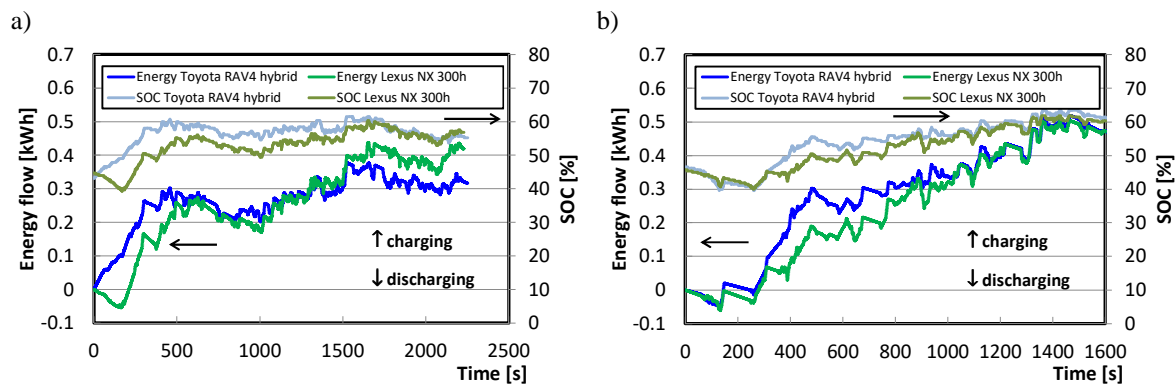 a)
0.7
0.6
0.5
0.4
0.3
0.2
0.1
0
-0.1
Energy flow [kWh]
Energy Toyota RAV4 hybrid
Energy Lexus NX 300h
SOC Toyota RAV4 hybrid
SOC Lexus NX 300h
↑ charging
↓ discharging
80
70
60
50
40
30
20
10
0
SOC [%]
0 500 1000 1500 2000 2500
Time [s]
b)
0.7
0.6
0.5
0.4
0.3
0.2
0.1
0
-0.1
Energy flow [kWh]
Energy Toyota RAV4 hybrid
Energy Lexus NX 300h
SOC Toyota RAV4 hybrid
SOC Lexus NX 300h
↑ charging
↓ discharging
80
70
60
50
40
30
20
10
0
SOC [%]
0 200 400 600 800 1000 1200 1400 1600
Time [s]